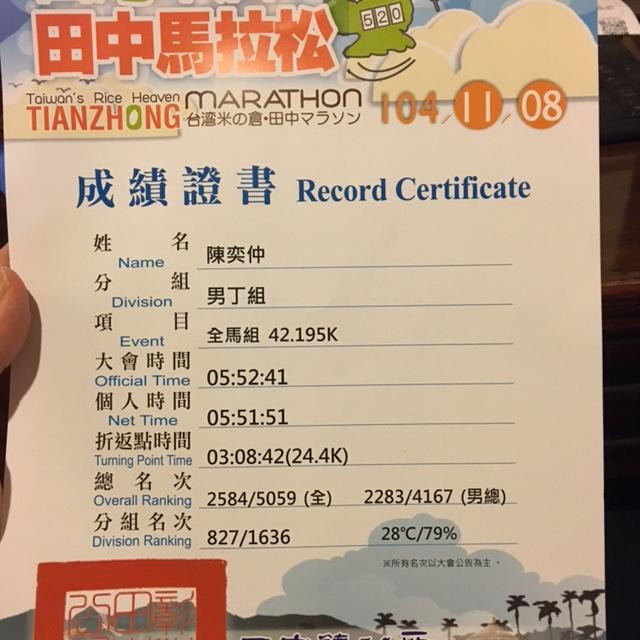 520
田中馬拉松
Taiwan's Rice Heaven
TIANZHONG
MARATHON
台湾米の倉・田中マラソン
104/11/08
成績證書 Record Certificate
姓名 陳奕仲
Name
分組 男丁組
Division
項目 全馬組 42.195K
Event
大會時間 05:52:41
Official Time
個人時間 05:51:51
Net Time
折返點時間 03:08:42(24.4K)
Turning Point Time
總名次 2584/5059 (全) 2283/4167 (男總)
Overall Ranking
分組名次 827/1636 28℃/79%
Division Ranking
※所有名次以大會公告為主。